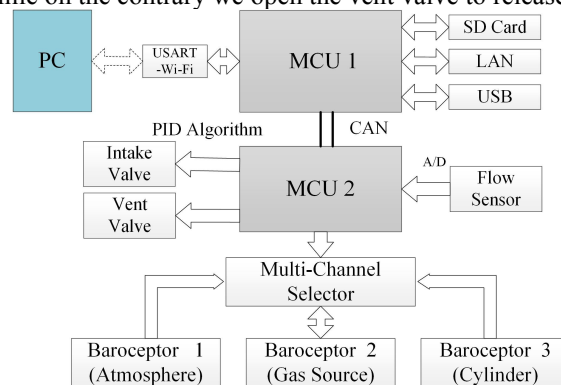 line on the contrary we open the vent valve to release
PC
USART
-Wi-Fi
MCU 1
SD Card
LAN
USB
PID Algorithm
CAN
Intake
Valve
Vent
Valve
MCU 2
A/D
Flow
Sensor
Multi-Channel
Selector
Baroceptor 1
(Atmosphere)
Baroceptor 2
(Gas Source)
Baroceptor 3
(Cylinder)